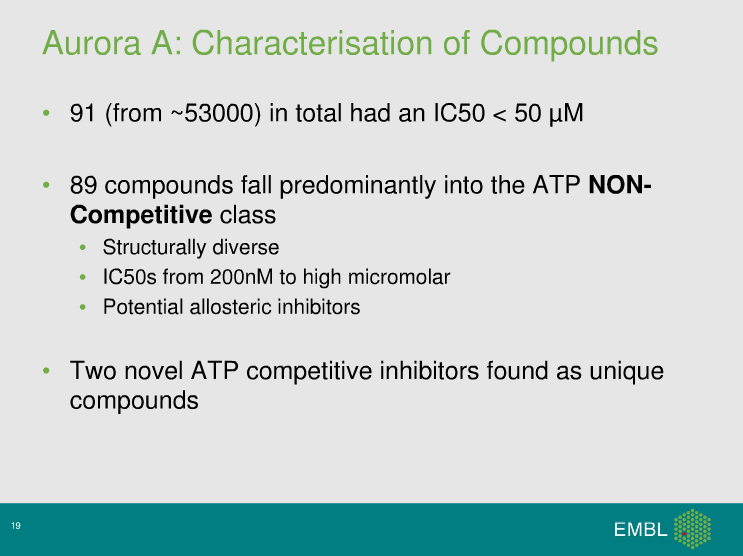 Aurora A: Characterisation of Compounds
• 91 (from ~53000) in total had an IC50 < 50 µM
• 89 compounds fall predominantly into the ATP NON-
Competitive class
• Structurally diverse
• IC50s from 200nM to high micromolar
• Potential allosteric inhibitors
• Two novel ATP competitive inhibitors found as unique
compounds
19
EMBL